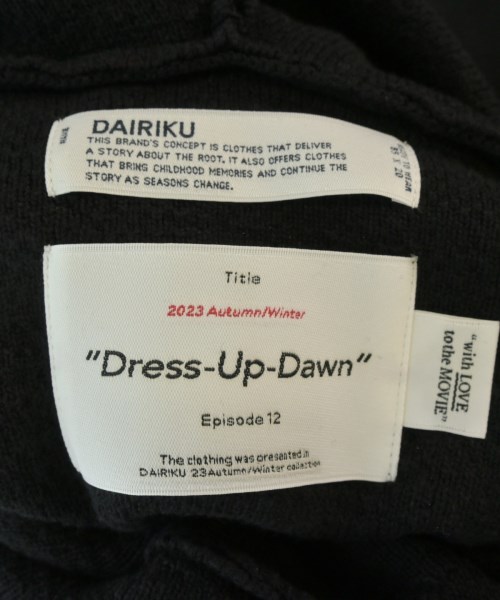 DAIRIKU
THIS BRAND'S CONCEPT IS CLOTHES THAT DELIVER
A STORY ABOUT THE ROOT. IT ALSO OFFERS CLOTHES
THAT BRING CHILDHOOD MEMORIES AND CONTINUE THE
STORY AS SEASONS CHANGE.
Title
2023 Autumn/Winter
"Dress-Up-Dawn"
Episode 12
The clothing was presented in
DAIRIKU '23 Autumn/Winter collection
"with LOVE
to the MOVIE"